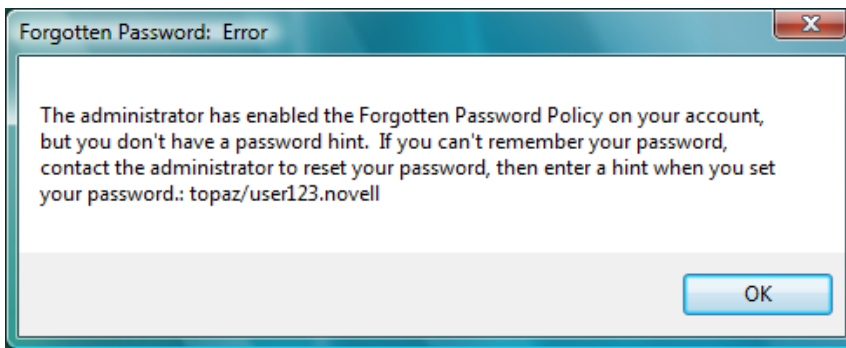 Forgotten Password:  Error
The administrator has enabled the Forgotten Password Policy on your account,
but you don't have a password hint.  If you can't remember your password,
contact the administrator to reset your password, then enter a hint when you set
your password.: topaz/user123.novell
OK